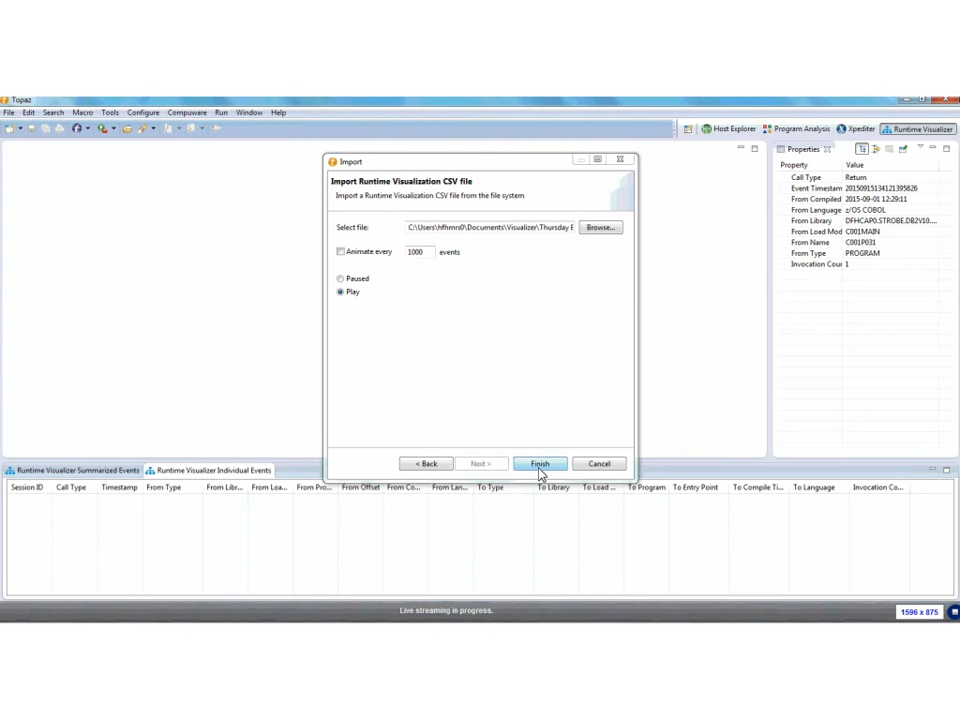 Topaz
File Edit Search Macro Tools Configure Compuware Run Window Help
Host Explorer Program Analysis Xpediter Runtime Visualizer
Import
Import Runtime Visualization CSV file
Import a Runtime Visualization CSV file from the file system
Select file: C:\Users\hfhmrs0\Documents\Visualizer\Thursday E Browse...
Animate every 1000 events
Paused
Play
< Back Next > Finish Cancel
Properties
Property Value
Call Type Return
Event Timestam 20150915134121395826
From Compiled 2015-09-01 12:29:11
From Language z/OS COBOL
From Library DFHCAP0.STROBE.DB2V10....
From Load Mod C001MAIN
From Name C001P031
From Type PROGRAM
Invocation Cour 1
Runtime Visualizer Summarized Events Runtime Visualizer Individual Events
Session ID Call Type Timestamp From Type From Libr... From Loa... From Pro... From Offset From Co... From Lan... To Type To Library To Load ... To Program To Entry Point To Compile Ti... To Language Invocation Co...
Live streaming in progress.
1596 x 875